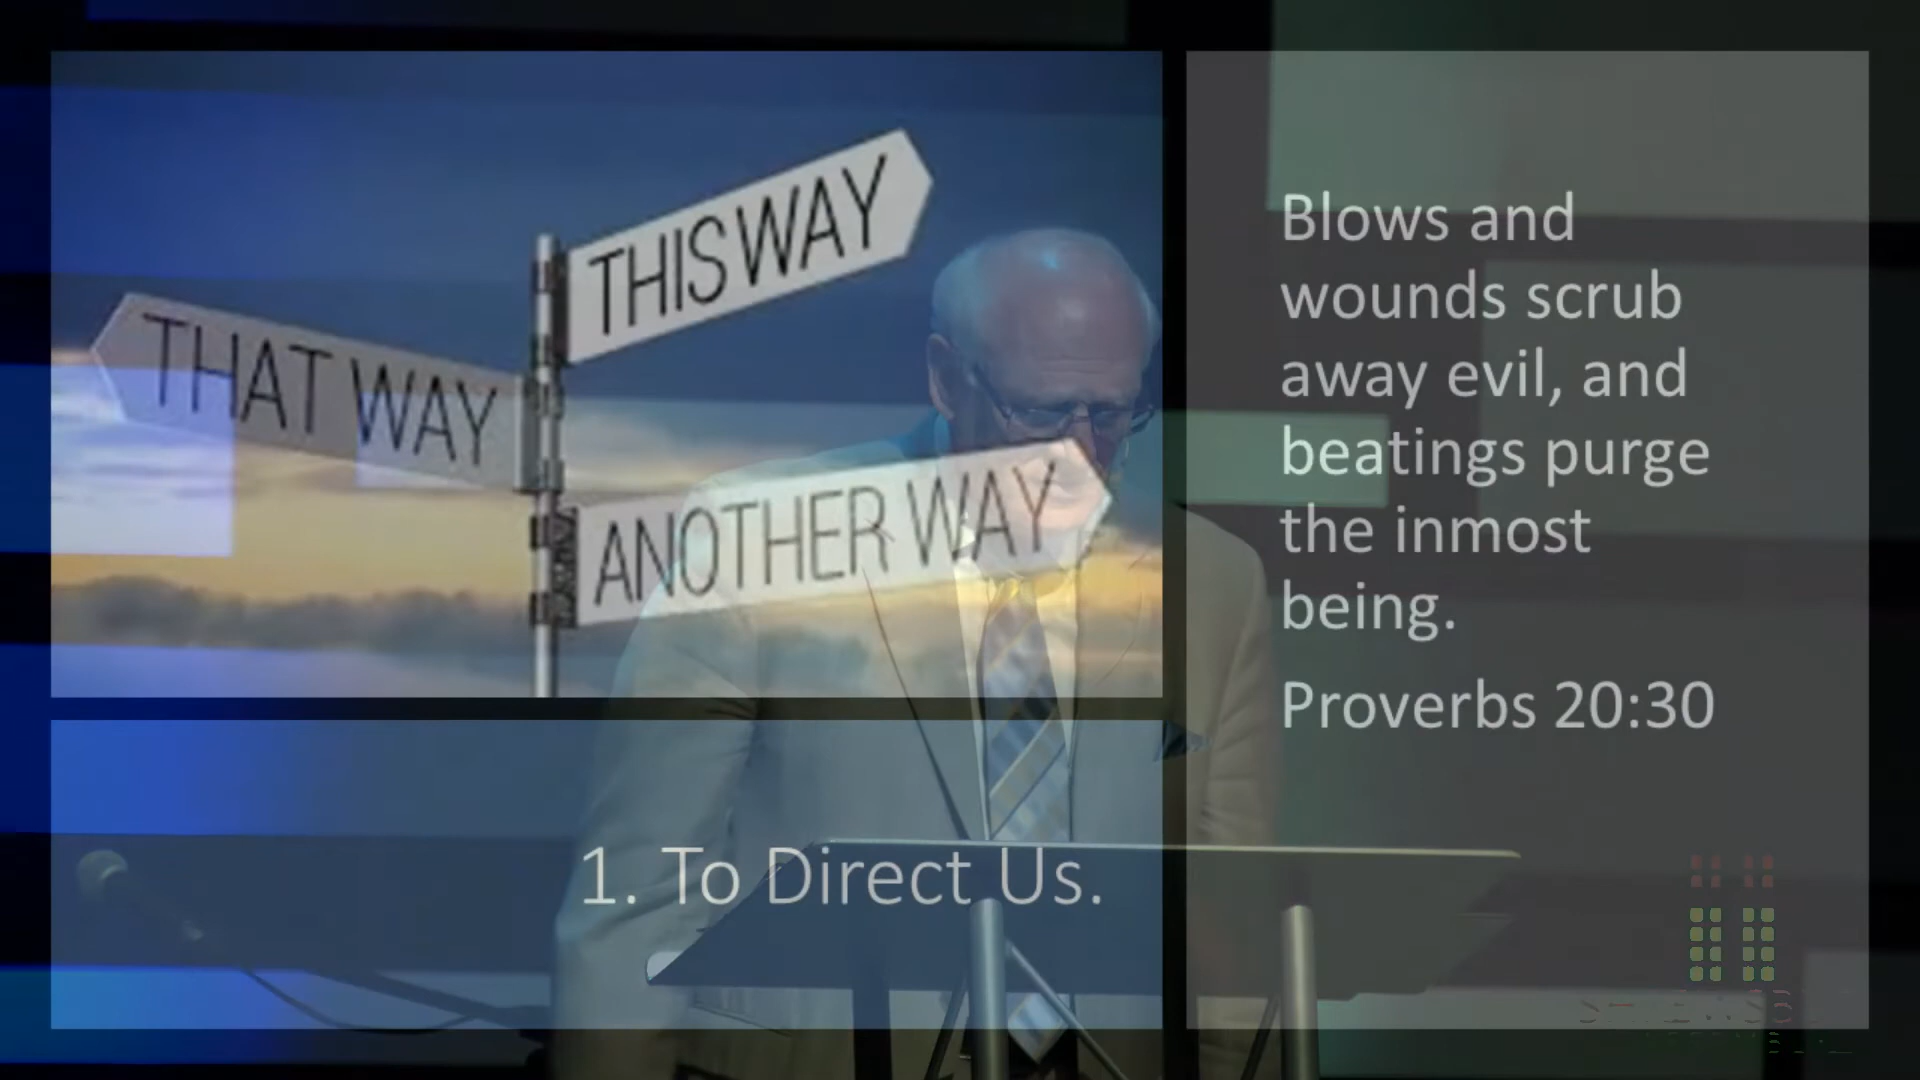 THIS WAY
THAT WAY
ANOTHER WAY
1. To Direct Us.
Blows and
wounds scrub
away evil, and
beatings purge
the inmost
being.
Proverbs 20:30